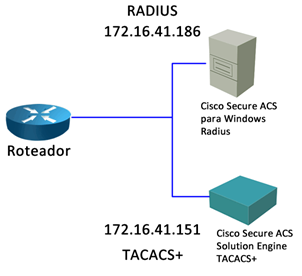 RADIUS
172.16.41.186
Cisco Secure ACS
para Windows
Radius
Roteador
172.16.41.151
TACACS+
Cisco Secure ACS
Solution Engine
TACACS+